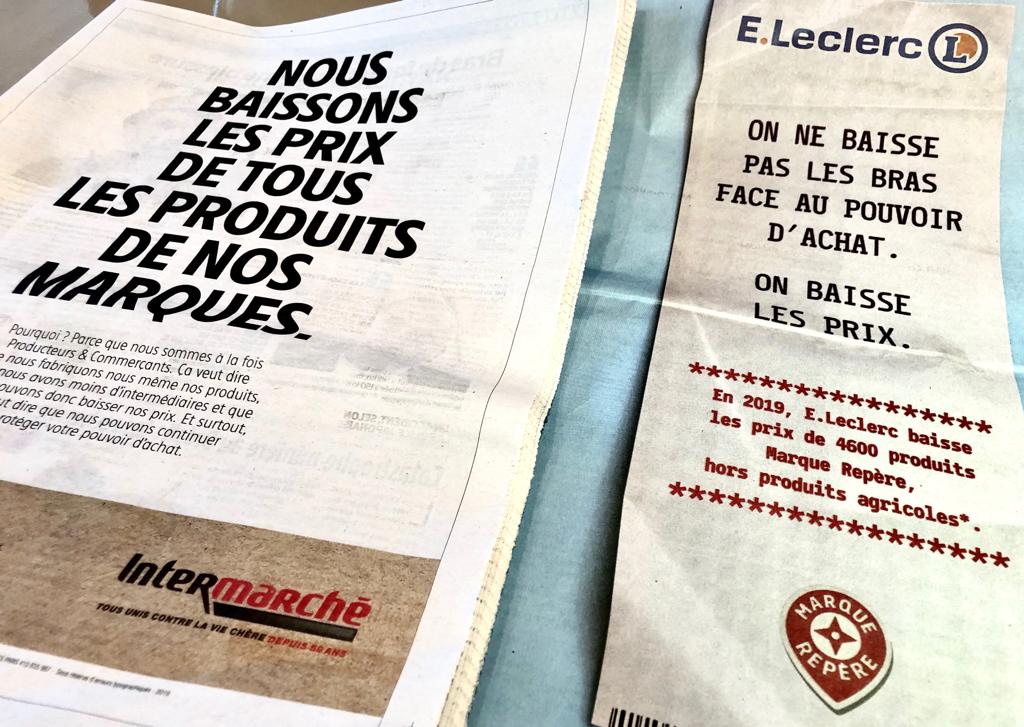 NOUS
BAISSONS
LES PRIX
DE TOUS
LES PRODUITS
DE NOS
MARQUES.
Pourquoi ? Parce que nous sommes à la fois
Producteurs & Commerçants. Ca veut dire
nous fabriquons nous même nos produits,
nous avons moins d'intermédiaires et que
donc baisser nos prix. Et surtout,
dire que nous pouvons continuer
votre pouvoir d'achat.
Intermarché
TOUS UNIS CONTRE LA VIE CHÈRE DEPUIS 50 ANS
E.Leclerc L
ON NE BAISSE
PAS LES BRAS
FACE AU POUVOIR
D'ACHAT.
ON BAISSE
LES PRIX.
*****************
En 2019, E.Leclerc baisse
les prix de 4600 produits
Marque Repère,
hors produits agricoles*.
*******************
MARQUE
REPÈRE